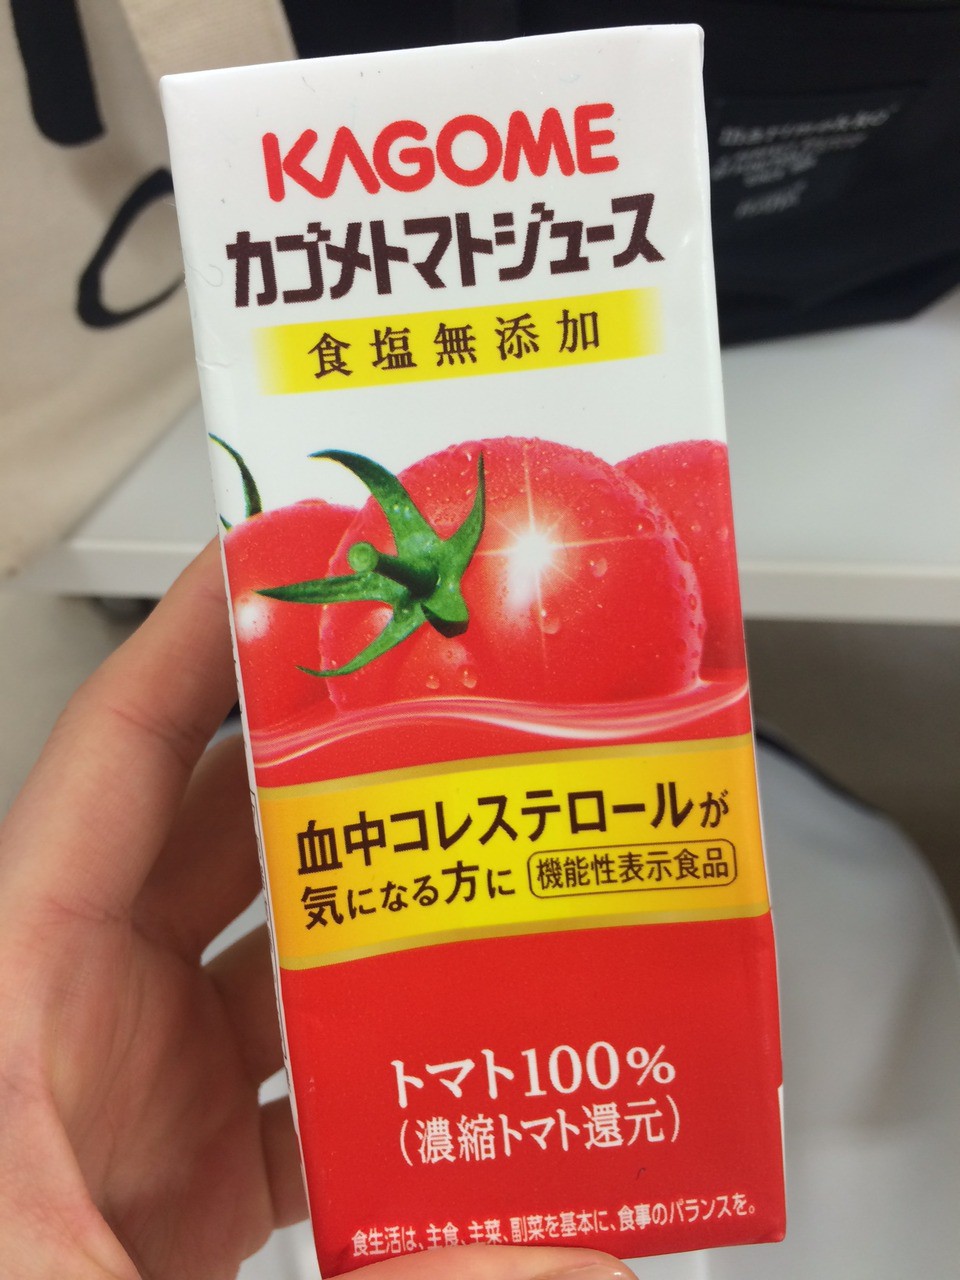 KAGOME
カゴメトマトジュース
食塩無添加
血中コレステロールが
気になる方に 機能性表示食品
トマト100%
（濃縮トマト還元）
食生活は、主食、主菜、副菜を基本に、食事のバランスを。